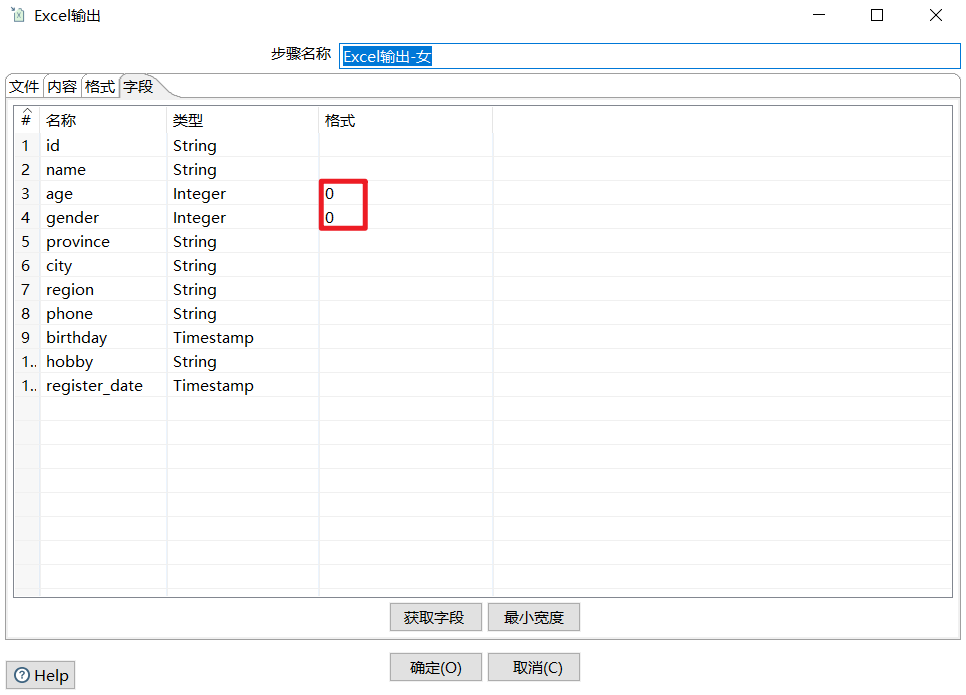 Excel输出
步骤名称 Excel输出-女
文件 内容 格式 字段
# 名称 类型 格式
1 id String
2 name String
3 age Integer 0
4 gender Integer 0
5 province String
6 city String
7 region String
8 phone String
9 birthday Timestamp
1.. hobby String
1.. register_date Timestamp
获取字段 最小宽度
确定(O) 取消(C)
Help